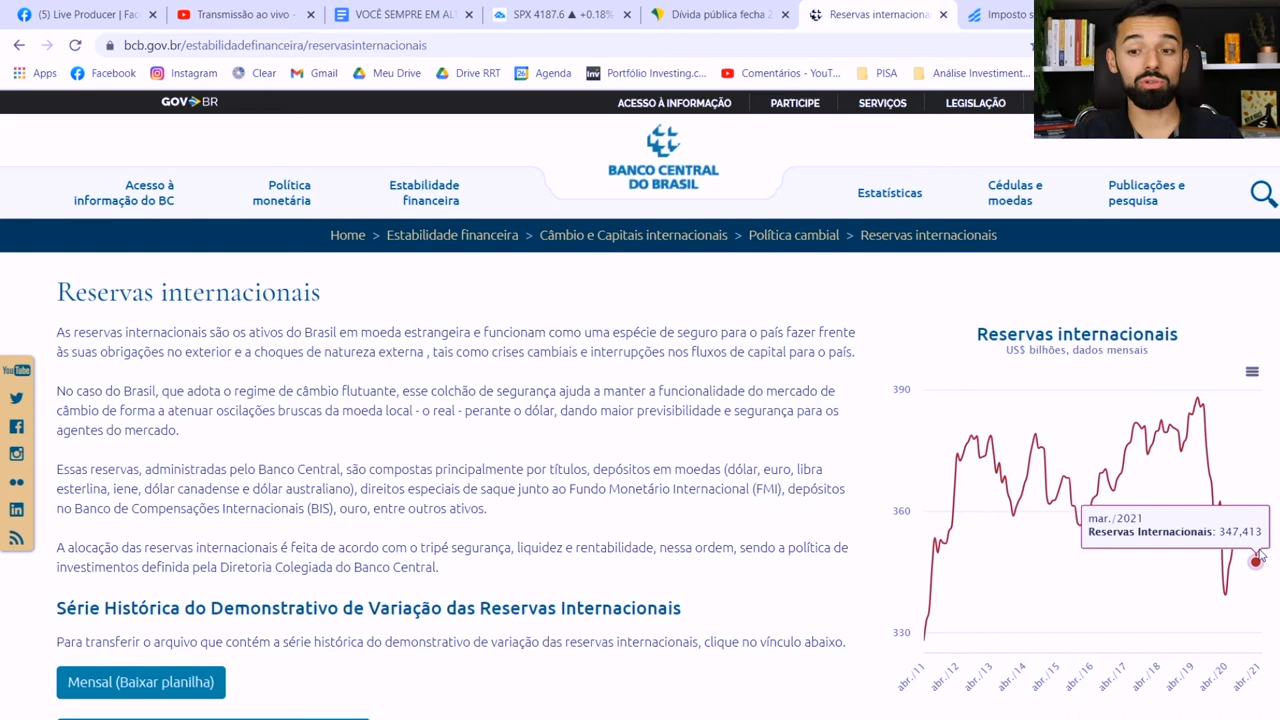 (5) Live Producer | Fac
Transmissão ao vivo -
VOCÊ SEMPRE EM ALT
SPX 4187.6 ▲ +0.18%
Dívida pública fecha 2
Reservas internaciona
Imposto s
bcb.gov.br/estabilidadefinanceira/reservasinternacionais
Apps
Facebook
Instagram
Clear
Gmail
Meu Drive
Drive RRT
Agenda
Inv
Portfólio Investing.c...
Comentários - YouT...
PISA
Análise Investiment...
GOV BR
ACESSO À INFORMAÇÃO
PARTICIPE
SERVIÇOS
LEGISLAÇÃO
BANCO CENTRAL
DO BRASIL
Acesso à
informação do BC
Política
monetária
Estabilidade
financeira
Estatísticas
Cédulas e
moedas
Publicações e
pesquisa
Home > Estabilidade financeira > Câmbio e Capitais internacionais > Política cambial > Reservas internacionais
Reservas internacionais
As reservas internacionais são os ativos do Brasil em moeda estrangeira e funcionam como uma espécie de seguro para o país fazer frente
às suas obrigações no exterior e a choques de natureza externa , tais como crises cambiais e interrupções nos fluxos de capital para o país.
No caso do Brasil, que adota o regime de câmbio flutuante, esse colchão de segurança ajuda a manter a funcionalidade do mercado de
câmbio de forma a atenuar oscilações bruscas da moeda local - o real - perante o dólar, dando maior previsibilidade e segurança para os
agentes do mercado.
Essas reservas, administradas pelo Banco Central, são compostas principalmente por títulos, depósitos em moedas (dólar, euro, libra
esterlina, iene, dólar canadense e dólar australiano), direitos especiais de saque junto ao Fundo Monetário Internacional (FMI), depósitos
no Banco de Compensações Internacionais (BIS), ouro, entre outros ativos.
A alocação das reservas internacionais é feita de acordo com o tripé segurança, liquidez e rentabilidade, nessa ordem, sendo a política de
investimentos definida pela Diretoria Colegiada do Banco Central.
Série Histórica do Demonstrativo de Variação das Reservas Internacionais
Para transferir o arquivo que contém a série histórica do demonstrativo de variação das reservas internacionais, clique no vínculo abaixo.
Mensal (Baixar planilha)
You Tube
Reservas internacionais
US$ bilhões, dados mensais
390
360
330
mar./2021
Reservas Internacionais: 347,413
abr./11
abr./12
abr./13
abr./14
abr./15
abr./16
abr./17
abr./18
abr./19
abr./20
abr./21